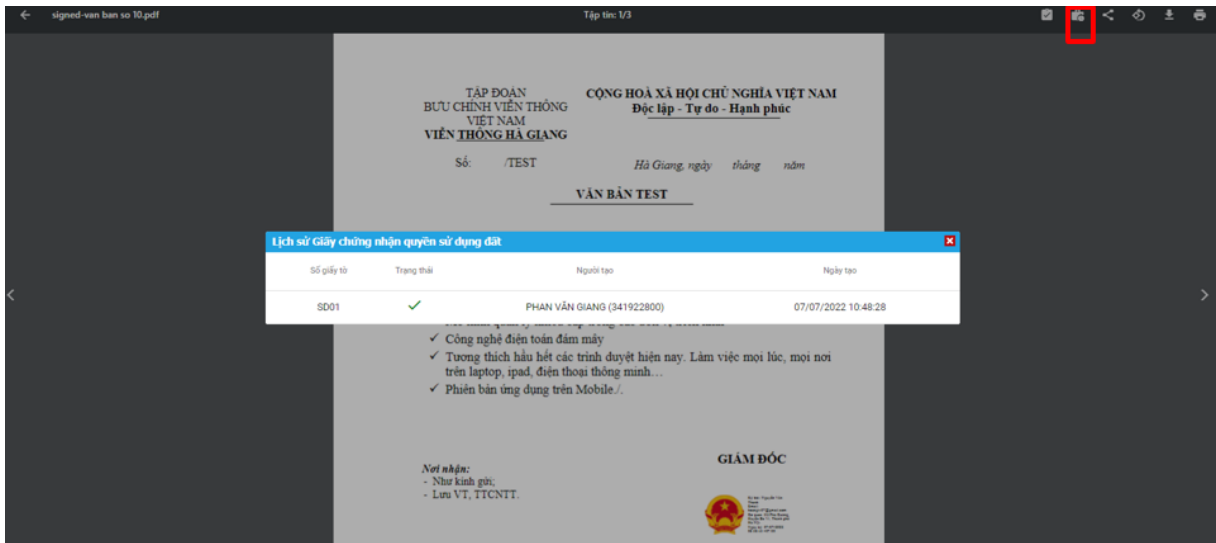 signed-van ban so 10.pdf
Tập tin: 1/3
TẬP ĐOÀN
BƯU CHÍNH VIỄN THÔNG
VIỆT NAM
VIỄN THÔNG HÀ GIANG
CỘNG HOÀ XÃ HỘI CHỦ NGHĨA VIỆT NAM
Độc lập - Tự do - Hạnh phúc
Số: /TEST
Hà Giang, ngày tháng năm
VĂN BẢN TEST
Lịch sử Giấy chứng nhận quyền sử dụng đất
Số giấy tờ Trạng thái Người tạo Ngày tạo
SD01 PHAN VĂN GIANG (341922800) 07/07/2022 10:48:28
Công nghệ điện toán đám mây
Tương thích hầu hết các trình duyệt hiện nay. Làm việc mọi lúc, mọi nơi
trên laptop, ipad, điện thoại thông minh…
Phiên bản ứng dụng trên Mobile./.
GIÁM ĐỐC
Nơi nhận:
- Như kính gửi;
- Lưu VT, TTCNTT.